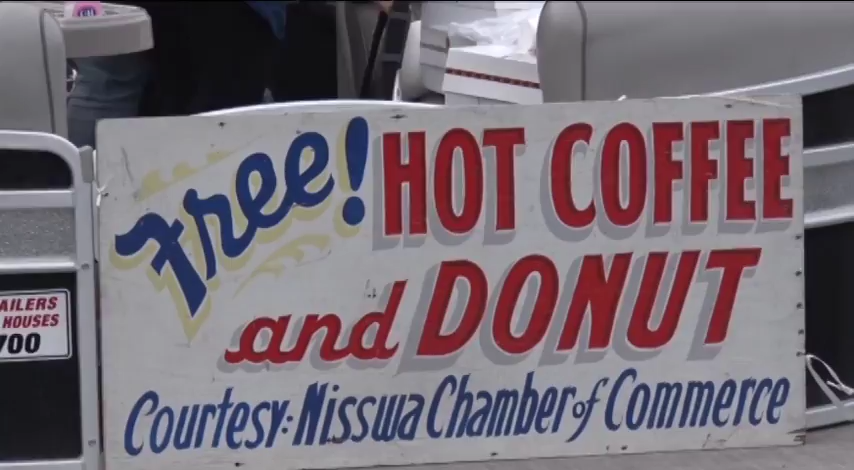 Free! HOT COFFEE
and DONUT
Courtesy: Nisswa Chamber of Commerce
AILERS
HOUSES
700